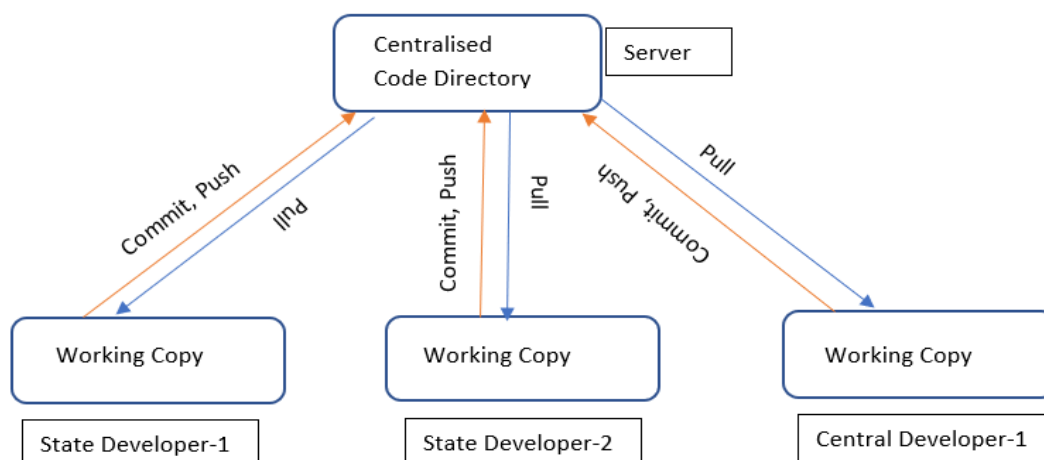 Centralised
Code Directory
Server
Commit, Push
Pull
Commit, Push
Pull
Pull
Commit, Push
Working Copy
Working Copy
Working Copy
State Developer-1
State Developer-2
Central Developer-1